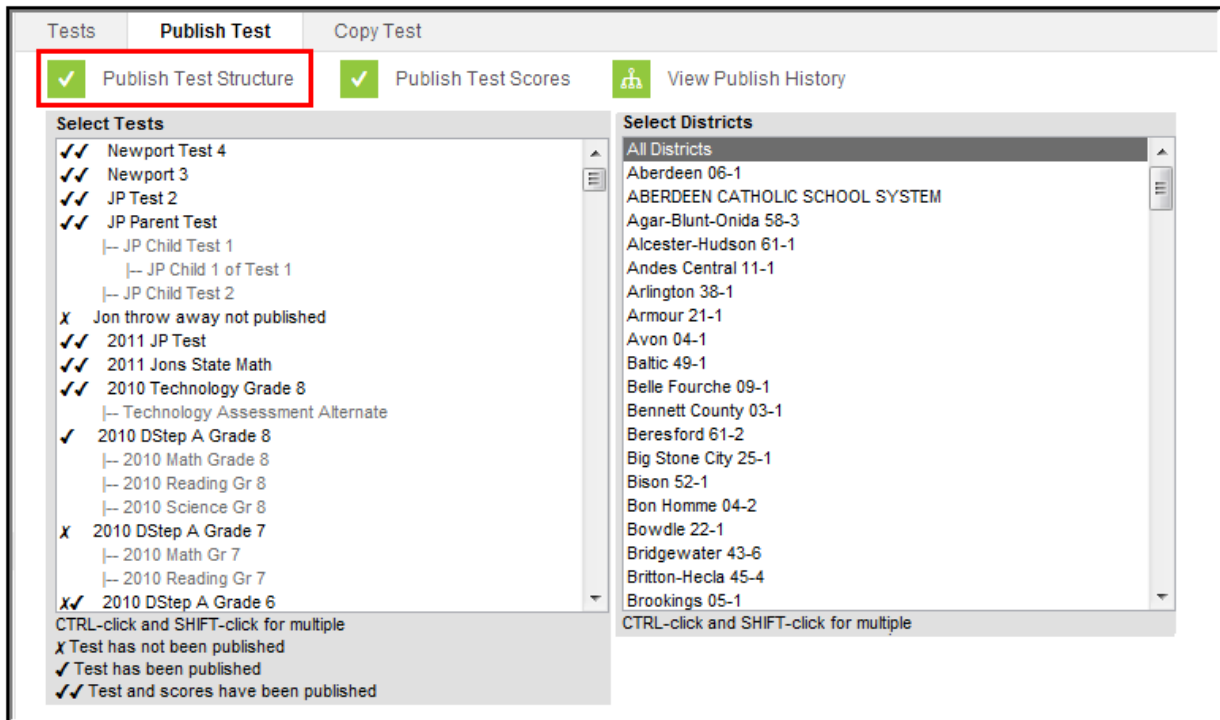 Tests Publish Test Copy Test
✓ Publish Test Structure ✓ Publish Test Scores View Publish History
Select Tests
✓✓ Newport Test 4
✓✓ Newport 3
✓✓ JP Test 2
✓✓ JP Parent Test
|-- JP Child Test 1
|-- JP Child 1 of Test 1
|-- JP Child Test 2
✗ Jon throw away not published
✓✓ 2011 JP Test
✓✓ 2011 Jons State Math
✓✓ 2010 Technology Grade 8
|-- Technology Assessment Alternate
✓ 2010 DStep A Grade 8
|-- 2010 Math Grade 8
|-- 2010 Reading Gr 8
|-- 2010 Science Gr 8
✗ 2010 DStep A Grade 7
|-- 2010 Math Gr 7
|-- 2010 Reading Gr 7
✗✓ 2010 DStep A Grade 6
CTRL-click and SHIFT-click for multiple
✗ Test has not been published
✓ Test has been published
✓✓ Test and scores have been published
Select Districts
All Districts
Aberdeen 06-1
ABERDEEN CATHOLIC SCHOOL SYSTEM
Agar-Blunt-Onida 58-3
Alcester-Hudson 61-1
Andes Central 11-1
Arlington 38-1
Armour 21-1
Avon 04-1
Baltic 49-1
Belle Fourche 09-1
Bennett County 03-1
Beresford 61-2
Big Stone City 25-1
Bison 52-1
Bon Homme 04-2
Bowdle 22-1
Bridgewater 43-6
Britton-Hecla 45-4
Brookings 05-1
CTRL-click and SHIFT-click for multiple